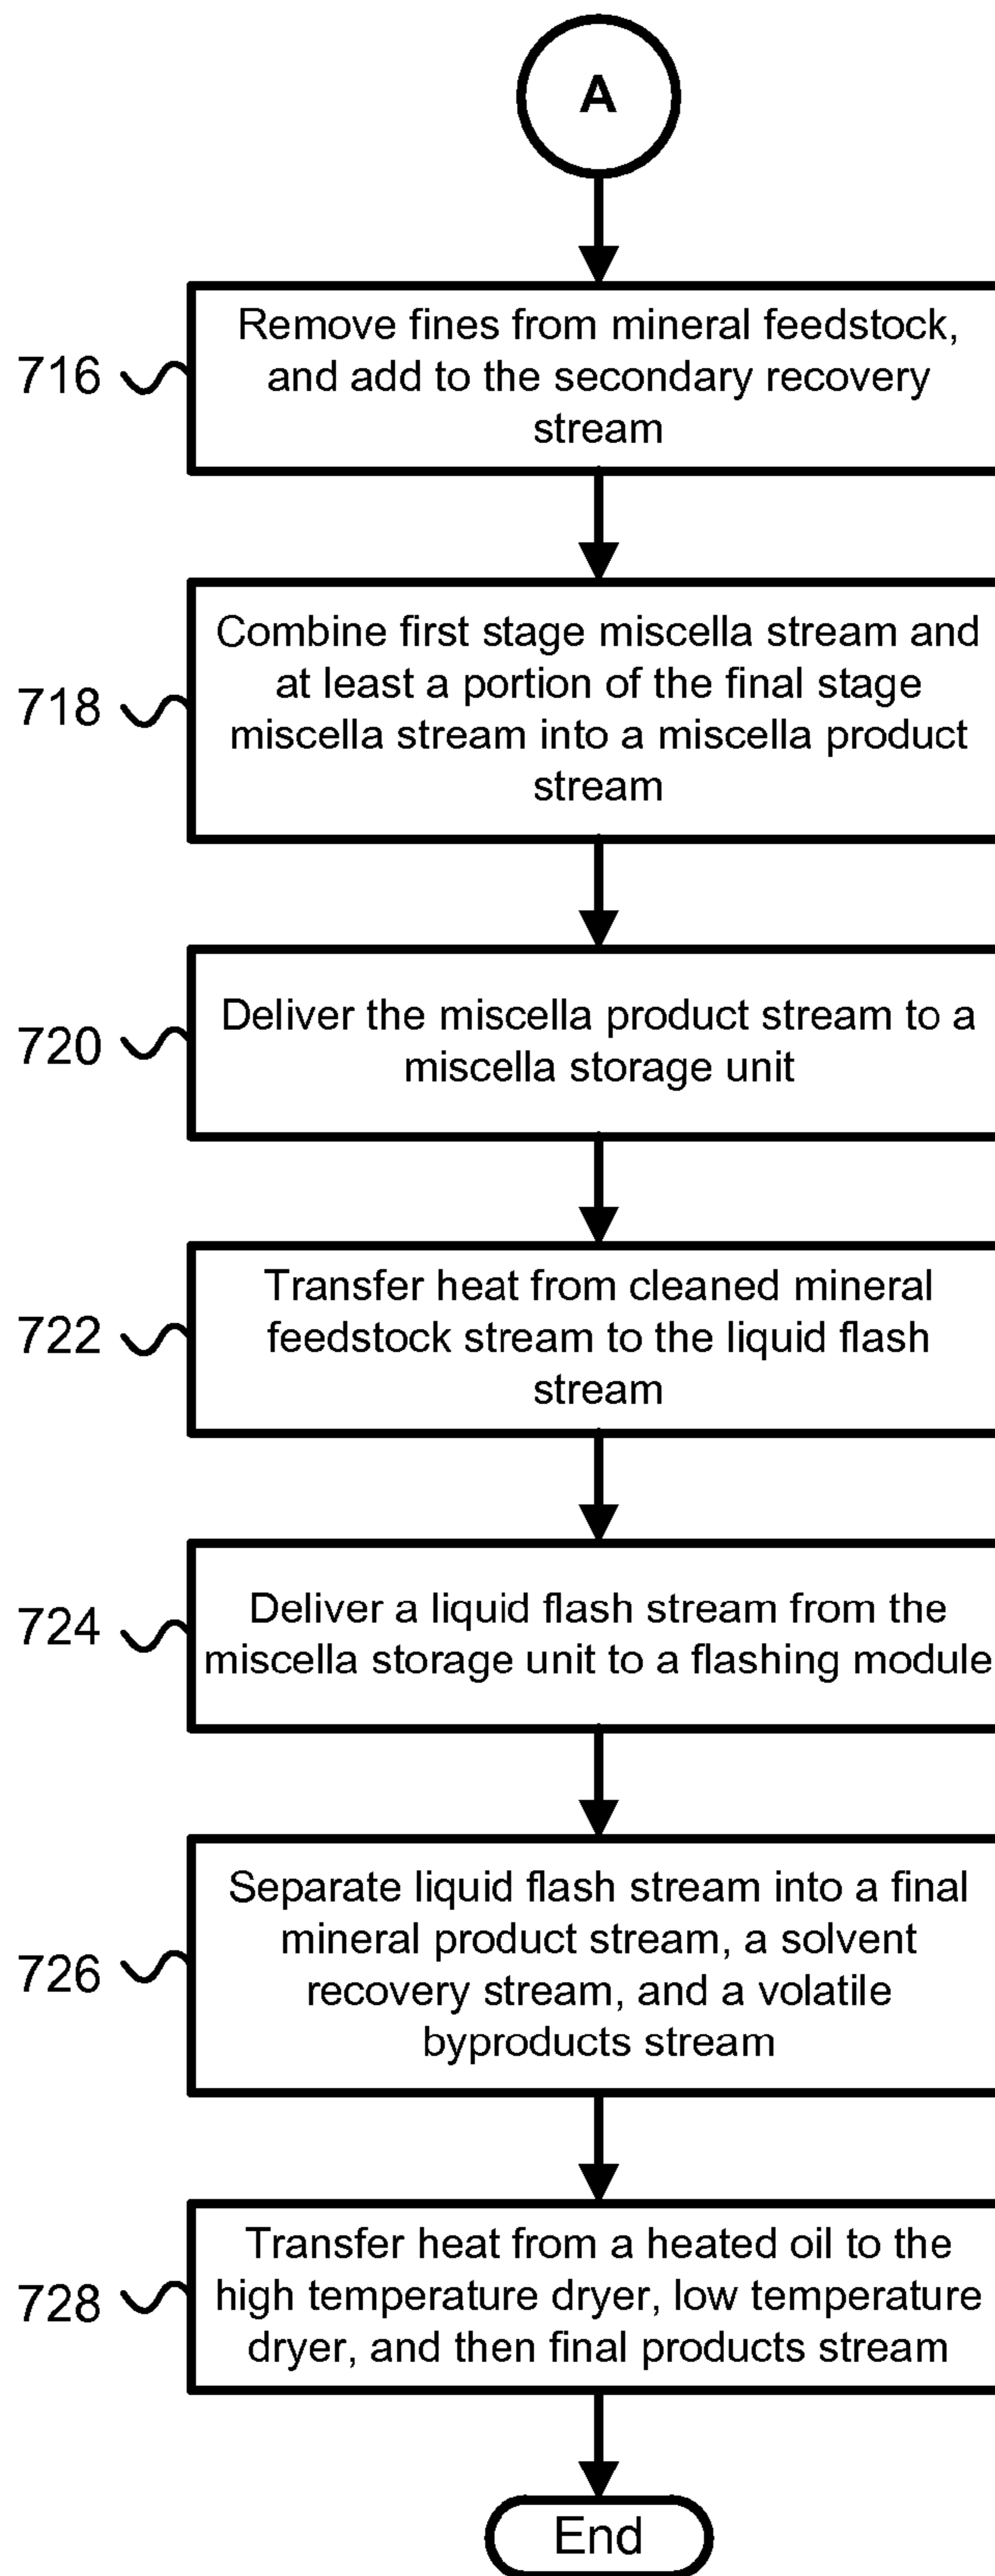 A
716
Remove fines from mineral feedstock,
and add to the secondary recovery
stream
718
Combine first stage miscella stream and
at least a portion of the final stage
miscella stream into a miscella product
stream
720
Deliver the miscella product stream to a
miscella storage unit
722
Transfer heat from cleaned mineral
feedstock stream to the liquid flash
stream
724
Deliver a liquid flash stream from the
miscella storage unit to a flashing module
726
Separate liquid flash stream into a final
mineral product stream, a solvent
recovery stream, and a volatile
byproducts stream
728
Transfer heat from a heated oil to the
high temperature dryer, low temperature
dryer, and then final products stream
End